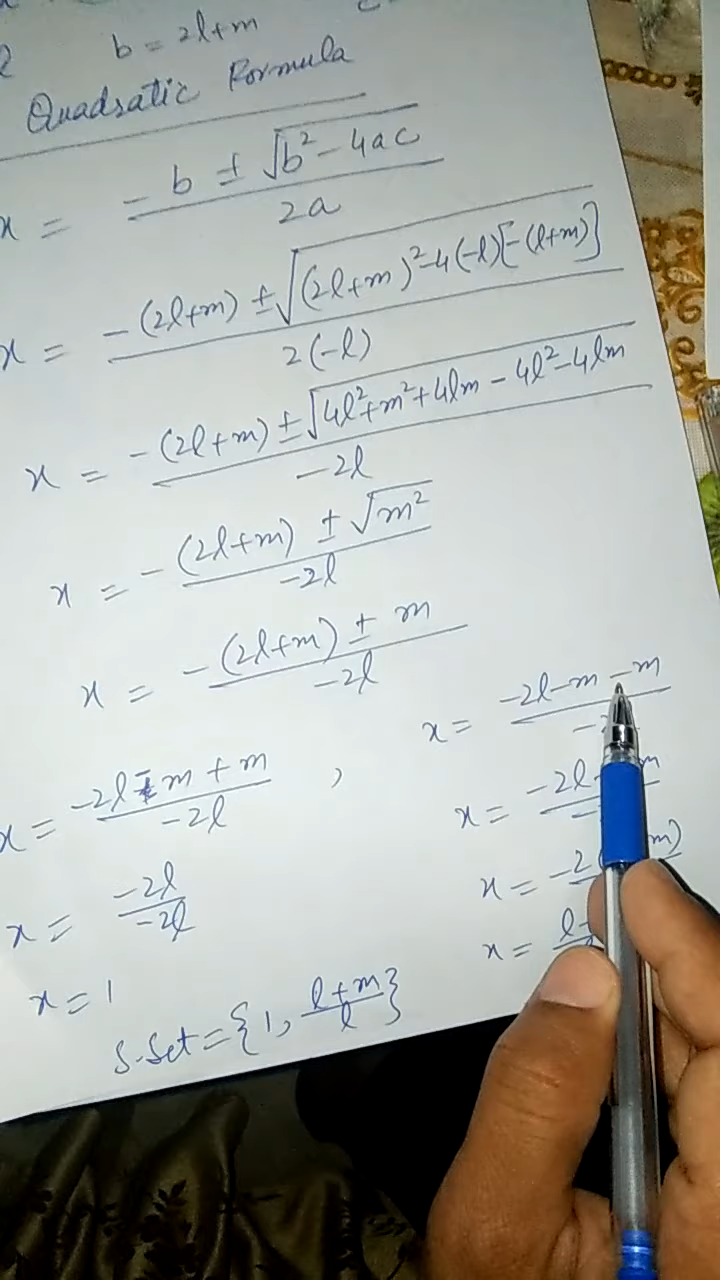 b = 2l+m
Quadratic Formula
x = -b ± √b² - 4ac / 2a
x = -(2l+m) ± √(2l+m)²-4(-l)[-(l+m)] / 2(-l)
x = -(2l+m) ± √4l²+m²+4lm - 4l²-4lm / -2l
x = -(2l+m) ± √m² / -2l
x = -(2l+m) ± m / -2l
x = -2l-m+m / -2l , x = -2l-m-m / -
x = -2l / -2l x = -2l m / -
x = 1 x = -2 m)
x = l
S.Set = {1, l+m / l}